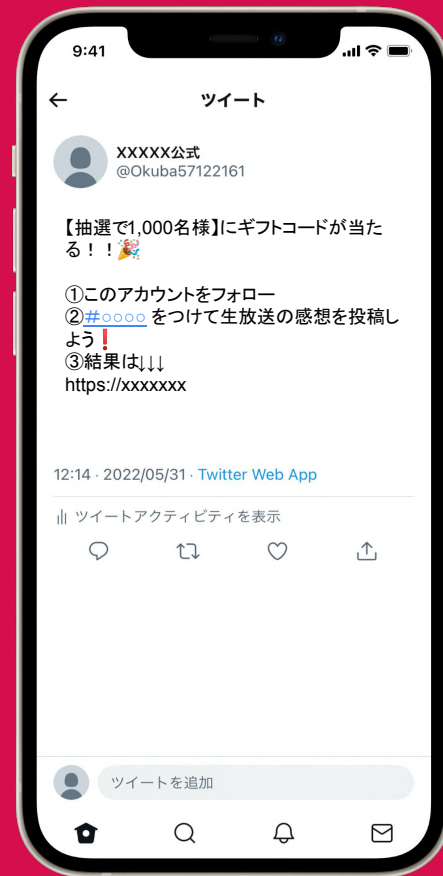 9:41
ツイート
XXXXX公式
@Okuba57122161
【抽選で1,000名様】にギフトコードが当た
る！！🎉
①このアカウントをフォロー
②#○○○○ をつけて生放送の感想を投稿し
よう❗
③結果は↓↓↓
https://xxxxxxx
12:14 · 2022/05/31 · Twitter Web App
ツイートアクティビティを表示
ツイートを追加